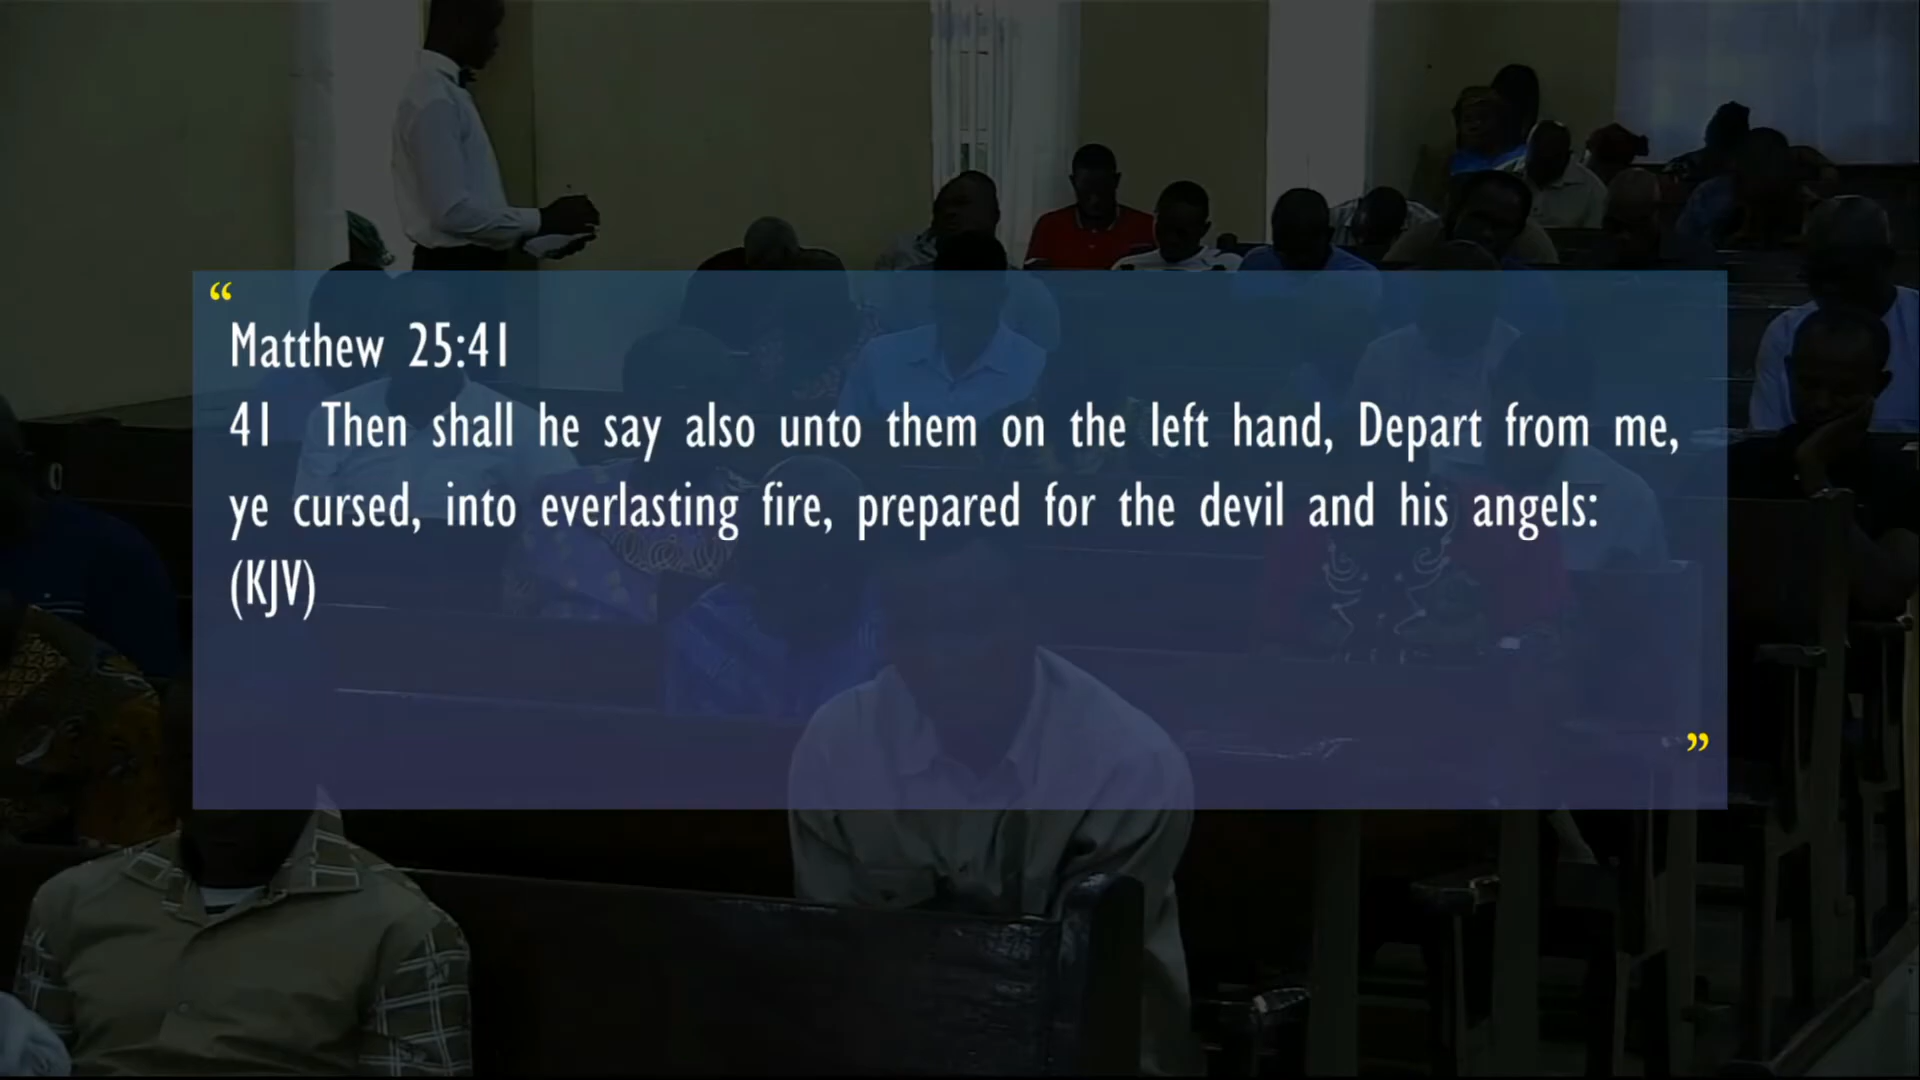 “
Matthew 25:41
41 Then shall he say also unto them on the left hand, Depart from me,
ye cursed, into everlasting fire, prepared for the devil and his angels:
(KJV)
”